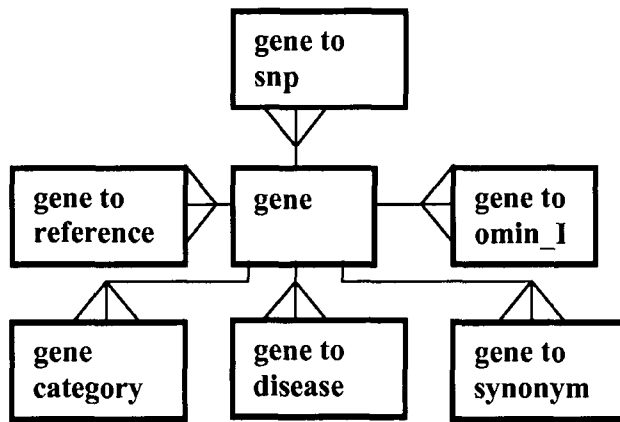 gene to
snp
gene to
reference
gene
gene to
omin_I
gene
category
gene to
disease
gene to
synonym